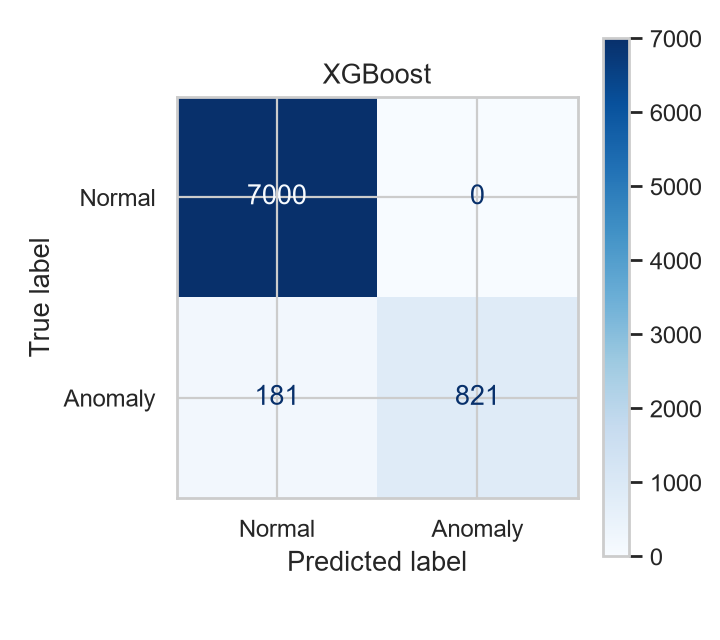 XGBoost
Normal
Anomaly
True label
7000
0
181
821
Normal
Anomaly
Predicted label
7000
6000
5000
4000
3000
2000
1000
0